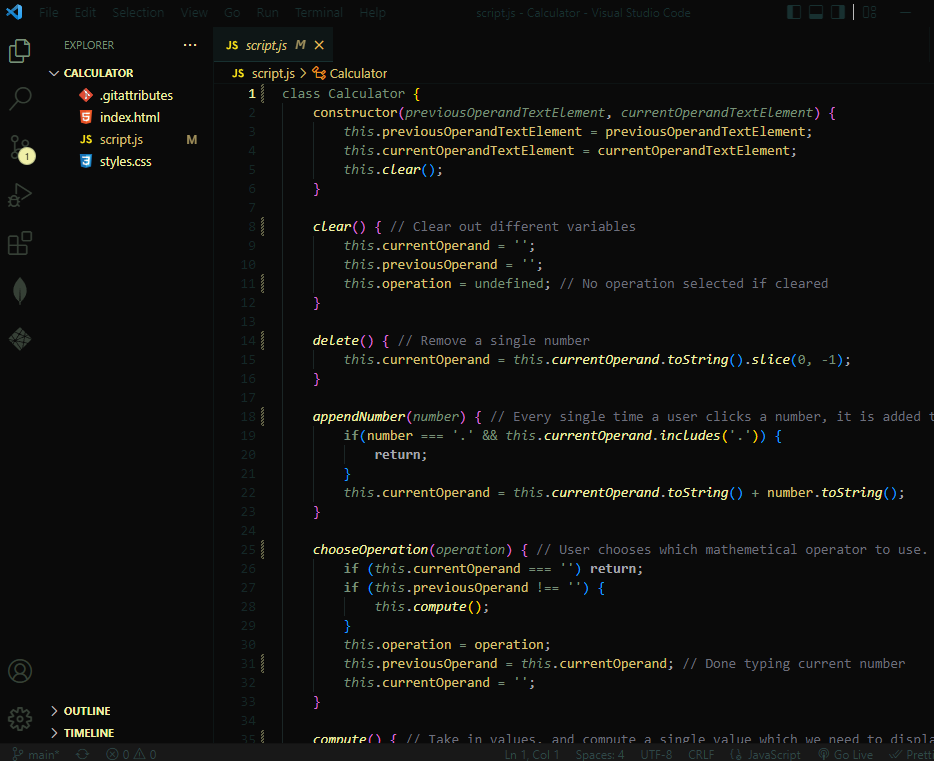 File Edit Selection View Go Run Terminal Help script.js - Calculator - Visual Studio Code
EXPLORER
CALCULATOR
.gitattributes
index.html
JS script.js M
styles.css
1
OUTLINE
TIMELINE
JS script.js M
JS script.js > Calculator
1 class Calculator {
2 constructor(previousOperandTextElement, currentOperandTextElement) {
3 this.previousOperandTextElement = previousOperandTextElement;
4 this.currentOperandTextElement = currentOperandTextElement;
5 this.clear();
6 }
7
8 clear() { // Clear out different variables
9 this.currentOperand = '';
10 this.previousOperand = '';
11 this.operation = undefined; // No operation selected if cleared
12 }
13
14 delete() { // Remove a single number
15 this.currentOperand = this.currentOperand.toString().slice(0, -1);
16 }
17
18 appendNumber(number) { // Every single time a user clicks a number, it is added t
19 if(number === '.' && this.currentOperand.includes('.')) {
20 return;
21 }
22 this.currentOperand = this.currentOperand.toString() + number.toString();
23 }
24
25 chooseOperation(operation) { // User chooses which mathemetical operator to use.
26 if (this.currentOperand === '') return;
27 if (this.previousOperand !== '') {
28 this.compute();
29 }
30 this.operation = operation;
31 this.previousOperand = this.currentOperand; // Done typing current number
32 this.currentOperand = '';
33 }
34
35 compute() { // Take in values, and compute a single value which we need to displa
main* 0 0 Ln 1, Col 1 Spaces: 4 UTF-8 CRLF JavaScript Go Live Prett